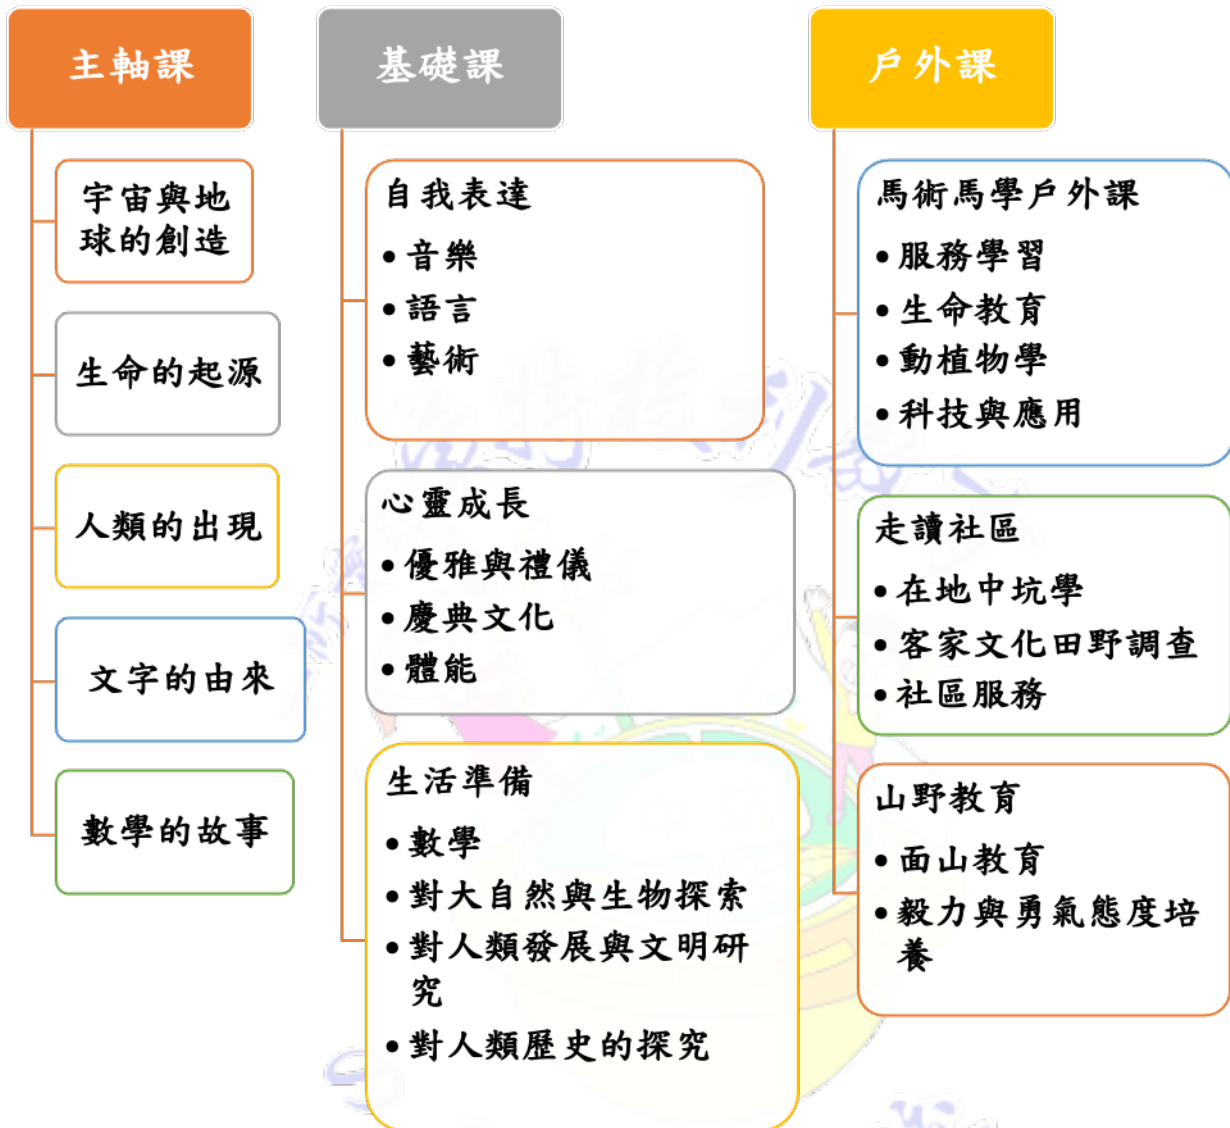 主軸課
宇宙與地
球的創造
生命的起源
人類的出現
文字的由來
數學的故事
基礎課
自我表達
• 音樂
• 語言
• 藝術
心靈成長
• 優雅與禮儀
• 慶典文化
• 體能
生活準備
• 數學
• 對大自然與生物探索
• 對人類發展與文明研
究
• 對人類歷史的探究
戶外課
馬術馬學戶外課
• 服務學習
• 生命教育
• 動植物學
• 科技與應用
走讀社區
• 在地中坑學
• 客家文化田野調查
• 社區服務
山野教育
• 面山教育
• 毅力與勇氣態度培
養